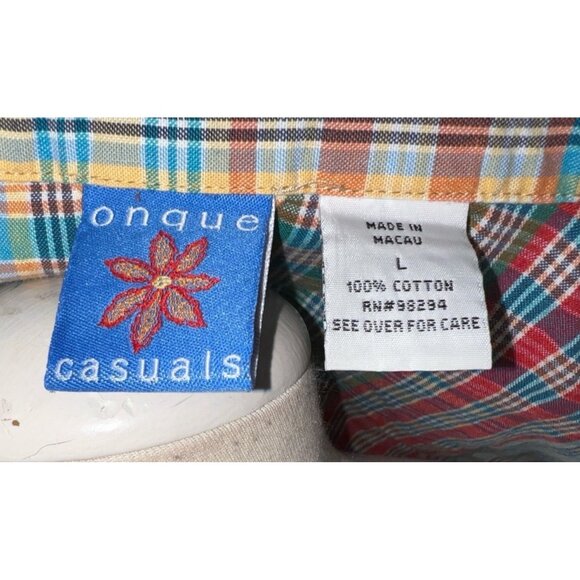 onque
casuals
MADE IN
MACAU
L
100% COTTON
RN#98294
SEE OVER FOR CARE